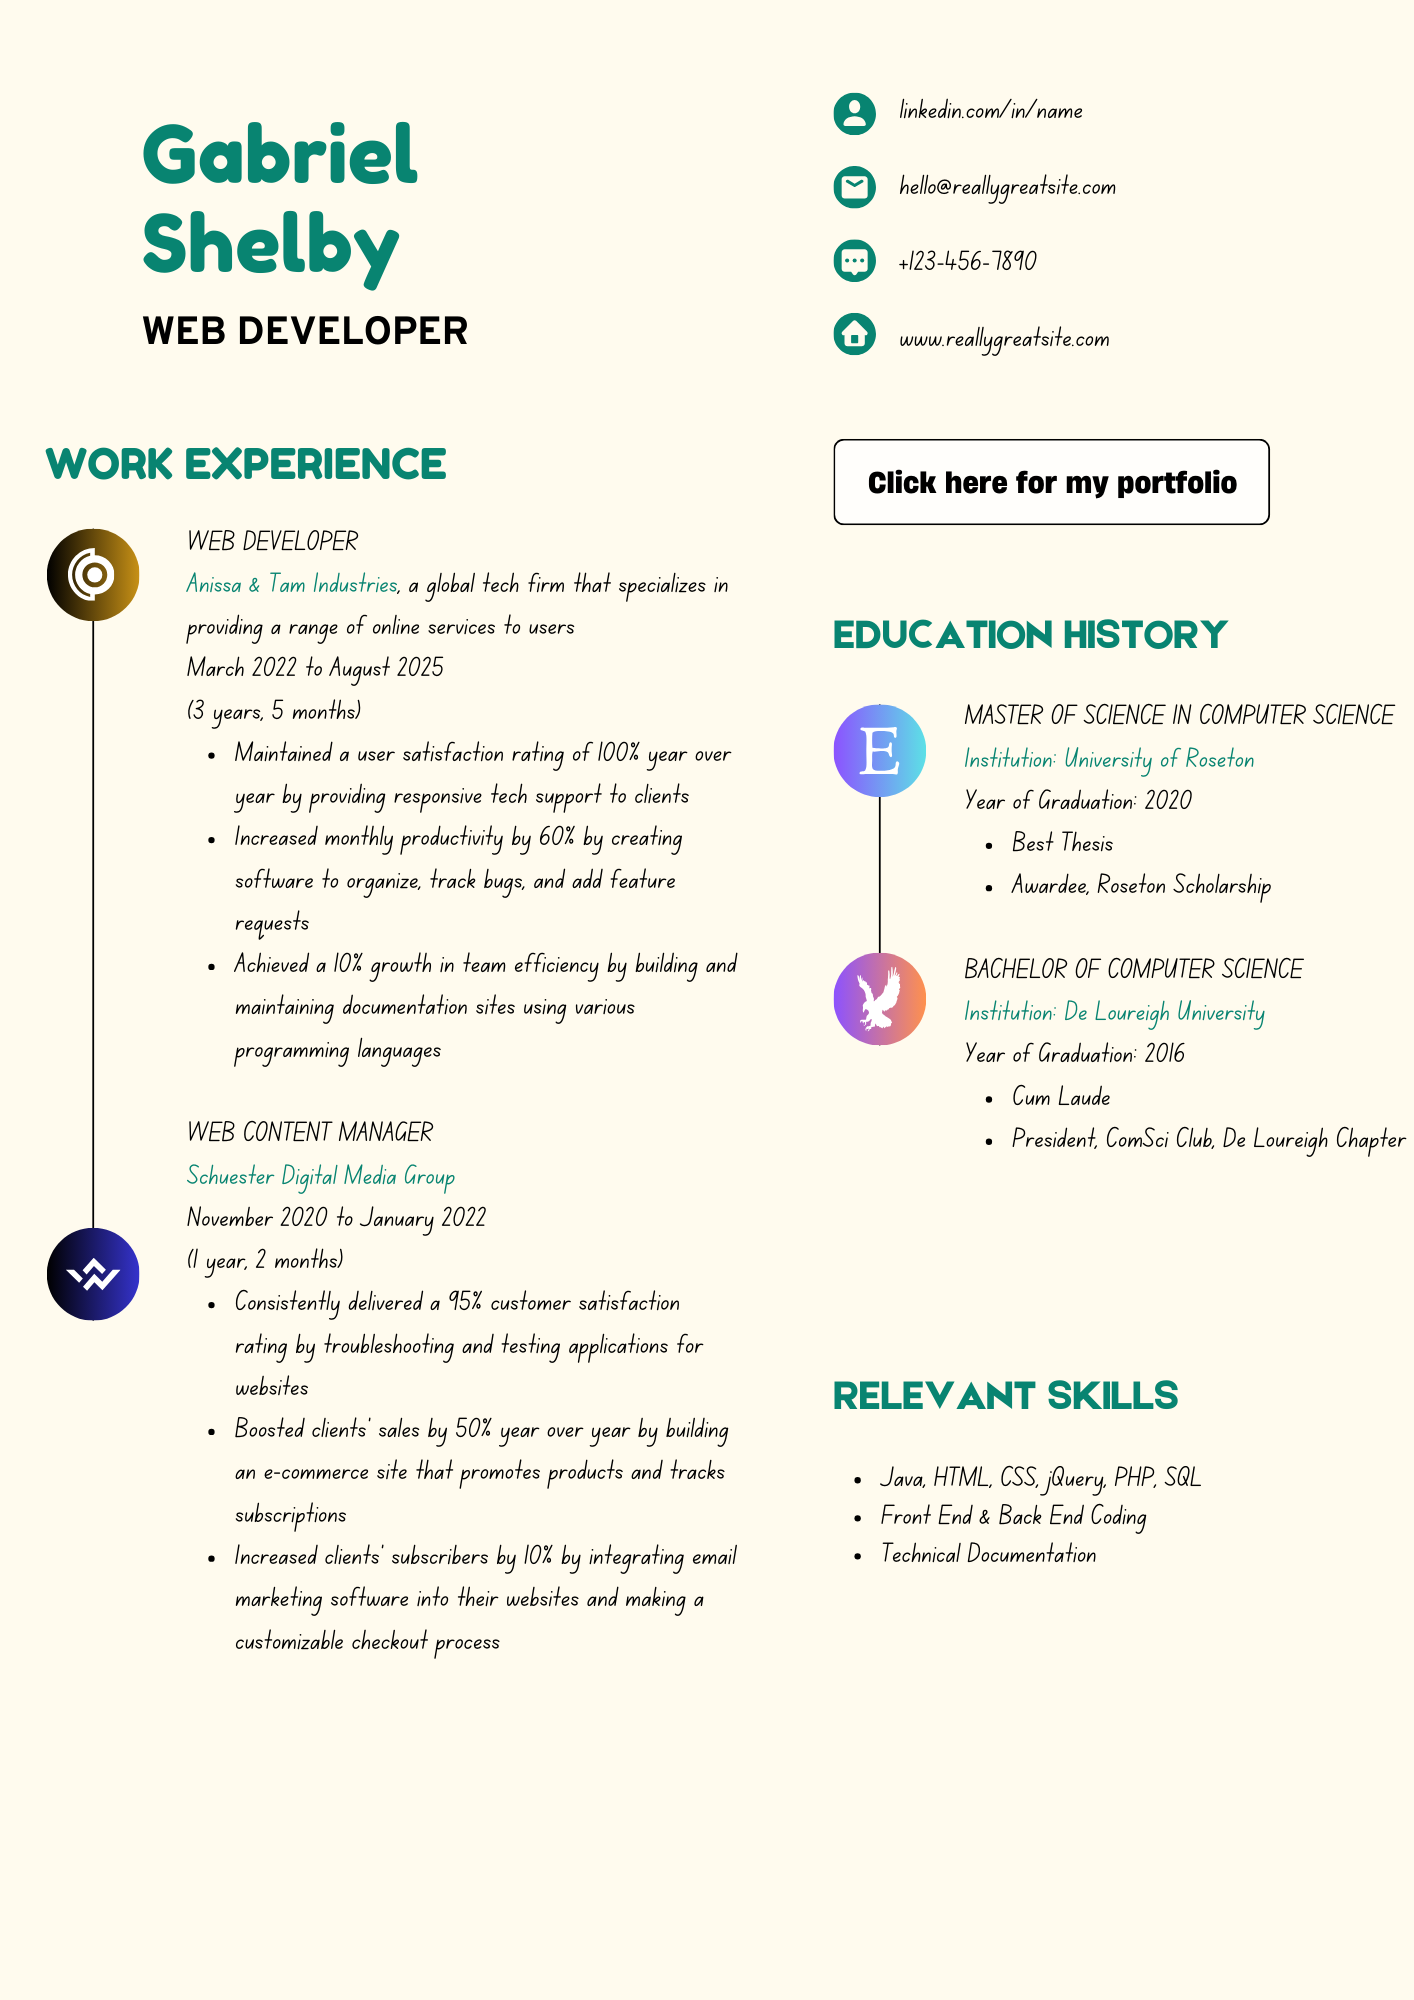 Gabriel
Shelby
WEB DEVELOPER
linkedin.com/in/name
hello@reallygreatsite.com
+123-456-7890
www.reallygreatsite.com
WORK EXPERIENCE
WEB DEVELOPER
Anissa & Tam Industries, a global tech firm that specializes in
providing a range of online services to users
March 2022 to August 2025
(3 years, 5 months)
• Maintained a user satisfaction rating of 100% year over
year by providing responsive tech support to clients
• Increased monthly productivity by 60% by creating
software to organize, track bugs, and add feature
requests
• Achieved a 10% growth in team efficiency by building and
maintaining documentation sites using various
programming languages
WEB CONTENT MANAGER
Schuester Digital Media Group
November 2020 to January 2022
(1 year, 2 months)
• Consistently delivered a 95% customer satisfaction
rating by troubleshooting and testing applications for
websites
• Boosted clients' sales by 50% year over year by building
an e-commerce site that promotes products and tracks
subscriptions
• Increased clients' subscribers by 10% by integrating email
marketing software into their websites and making a
customizable checkout process
Click here for my portfolio
EDUCATION HISTORY
E
MASTER OF SCIENCE IN COMPUTER SCIENCE
Institution: University of Roseton
Year of Graduation: 2020
• Best Thesis
• Awardee, Roseton Scholarship
BACHELOR OF COMPUTER SCIENCE
Institution: De Loureigh University
Year of Graduation: 2016
• Cum Laude
• President, ComSci Club, De Loureigh Chapter
RELEVANT SKILLS
• Java, HTML, CSS, jQuery, PHP, SQL
• Front End & Back End Coding
• Technical Documentation